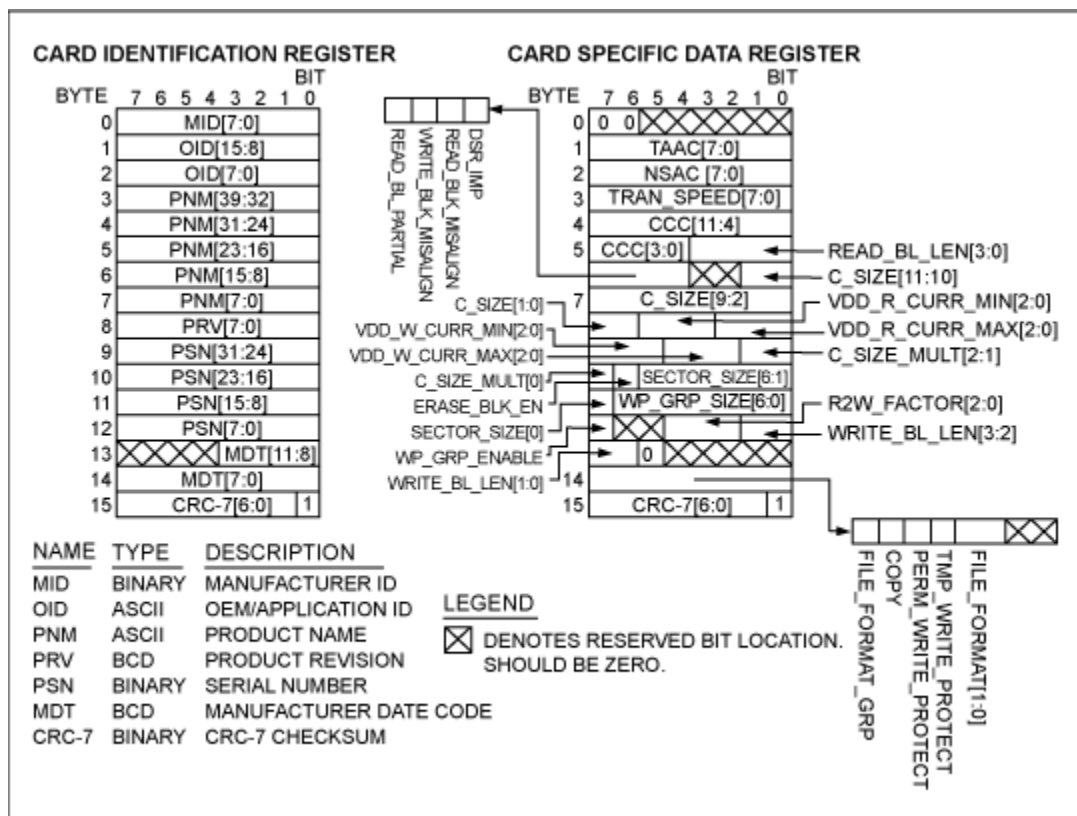 CARD IDENTIFICATION REGISTER
BIT
BYTE 7 6 5 4 3 2 1 0
0 MID[7:0]
1 OID[15:8]
2 OID[7:0]
3 PNM[39:32]
4 PNM[31:24]
5 PNM[23:16]
6 PNM[15:8]
7 PNM[7:0]
8 PRV[7:0]
9 PSN[31:24]
10 PSN[23:16]
11 PSN[15:8]
12 PSN[7:0]
13 MDT[11:8]
14 MDT[7:0]
15 CRC-7[6:0] 1
CARD SPECIFIC DATA REGISTER
BIT
BYTE 7 6 5 4 3 2 1 0
0 0 0
1 TAAC[7:0]
2 NSAC [7:0]
3 TRAN_SPEED[7:0]
4 CCC[11:4]
5 CCC[3:0]
7 C_SIZE[9:2]
SECTOR_SIZE[6:1]
WP_GRP_SIZE[6:0]
0
14
15 CRC-7[6:0] 1
READ_BL_PARTIAL
WRITE_BLK_MISALIGN
READ_BLK_MISALIGN
DSR_IMP
C_SIZE[1:0]
VDD_W_CURR_MIN[2:0]
VDD_W_CURR_MAX[2:0]
C_SIZE_MULT[0]
ERASE_BLK_EN
SECTOR_SIZE[0]
WP_GRP_ENABLE
WRITE_BL_LEN[1:0]
READ_BL_LEN[3:0]
C_SIZE[11:10]
VDD_R_CURR_MIN[2:0]
VDD_R_CURR_MAX[2:0]
C_SIZE_MULT[2:1]
R2W_FACTOR[2:0]
WRITE_BL_LEN[3:2]
FILE_FORMAT_GRP
COPY
PERM_WRITE_PROTECT
TMP_WRITE_PROTECT
FILE_FORMAT[1:0]
NAME TYPE DESCRIPTION
MID BINARY MANUFACTURER ID
OID ASCII OEM/APPLICATION ID
PNM ASCII PRODUCT NAME
PRV BCD PRODUCT REVISION
PSN BINARY SERIAL NUMBER
MDT BCD MANUFACTURER DATE CODE
CRC-7 BINARY CRC-7 CHECKSUM
LEGEND
DENOTES RESERVED BIT LOCATION.
SHOULD BE ZERO.